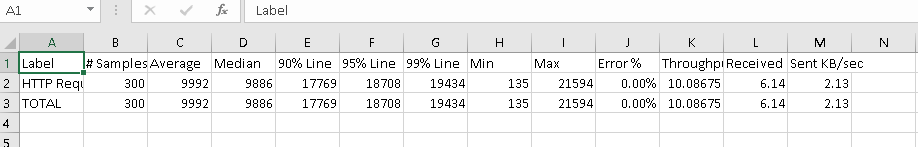 A1 fx Label
A B C D E F G H I J K L M N
1 Label # Samples Average Median 90% Line 95% Line 99% Line Min Max Error % Throughpu Received Sent KB/sec
2 HTTP Requ 300 9992 9886 17769 18708 19434 135 21594 0.00% 10.08675 6.14 2.13
3 TOTAL 300 9992 9886 17769 18708 19434 135 21594 0.00% 10.08675 6.14 2.13
4
5